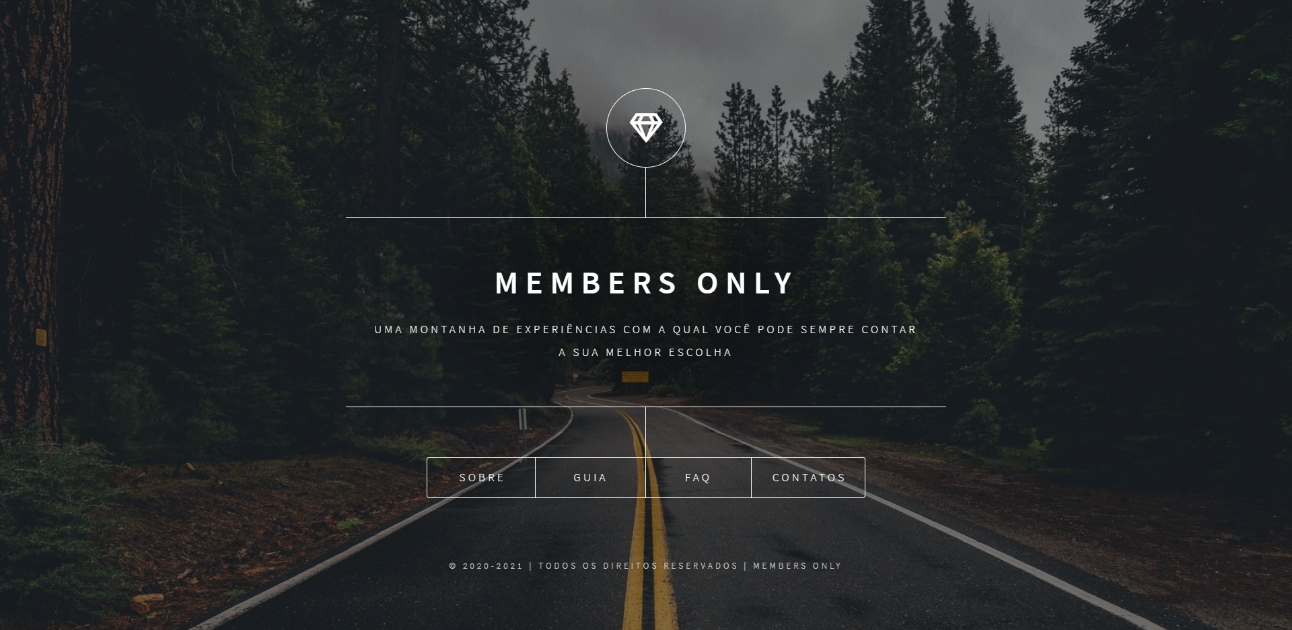 MEMBERS ONLY
UMA MONTANHA DE EXPERIÊNCIAS COM A QUAL VOCÊ PODE SEMPRE CONTAR
A SUA MELHOR ESCOLHA
SOBRE GUIA FAQ CONTATOS
© 2020-2021 | TODOS OS DIREITOS RESERVADOS | MEMBERS ONLY